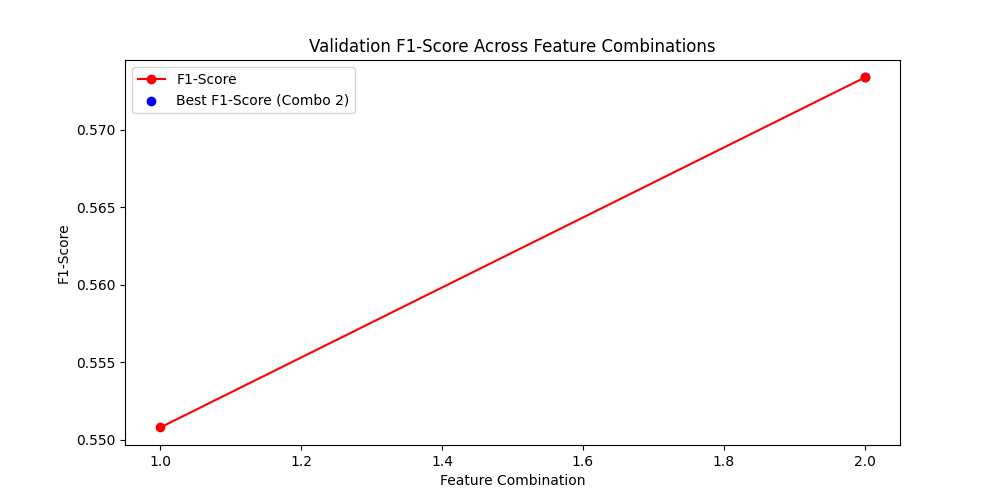 Validation F1-Score Across Feature Combinations
F1-Score
Best F1-Score (Combo 2)
0.570
0.565
0.560
0.555
0.550
F1-Score
1.0 1.2 1.4 1.6 1.8 2.0
Feature Combination